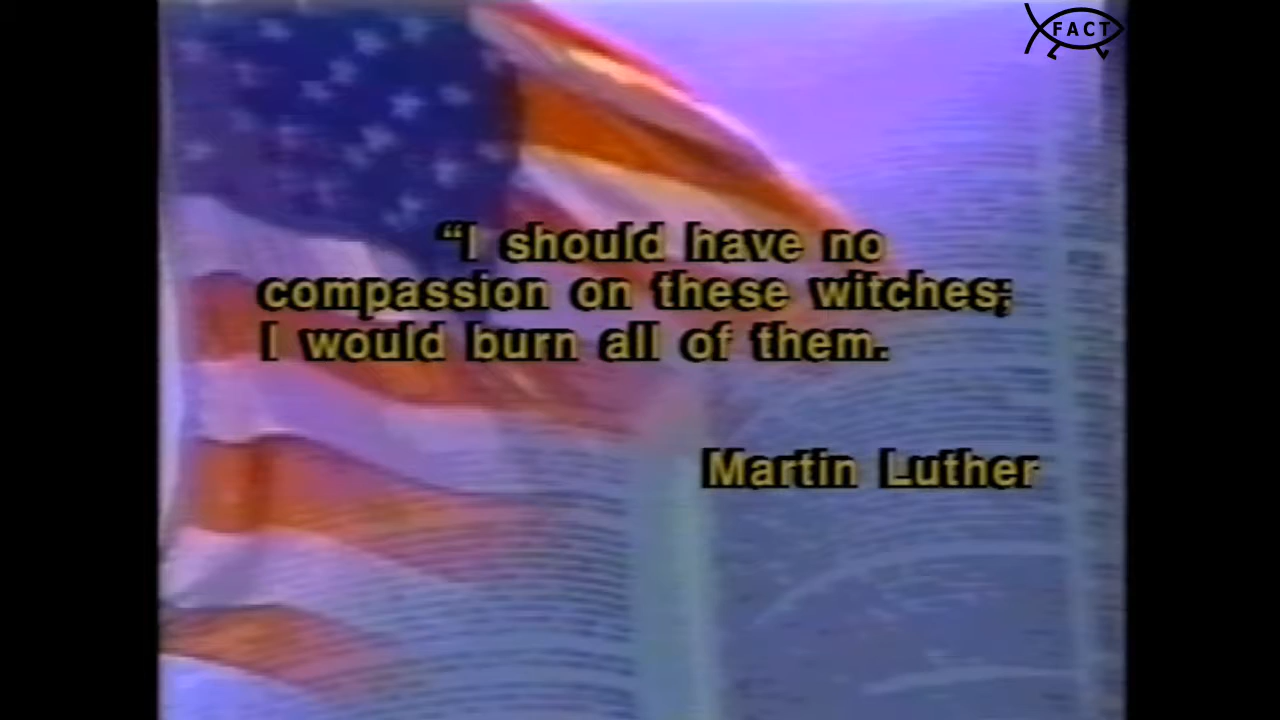 FACT
“I should have no
compassion on these witches;
I would burn all of them.
Martin Luther